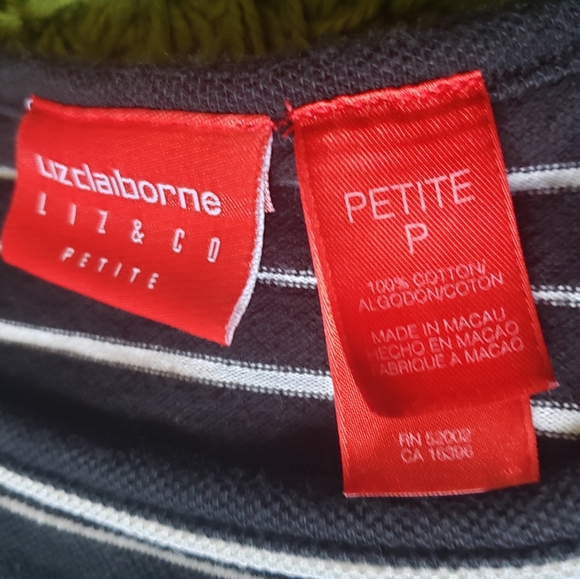 Lizclaiborne
LIZ & CO
PETITE
PETITE
P
100% COTTON/
ALGODON/COTON
MADE IN MACAU
HECHO EN MACAO
FABRIQUE A MACAO
RN 52002
CA 16396